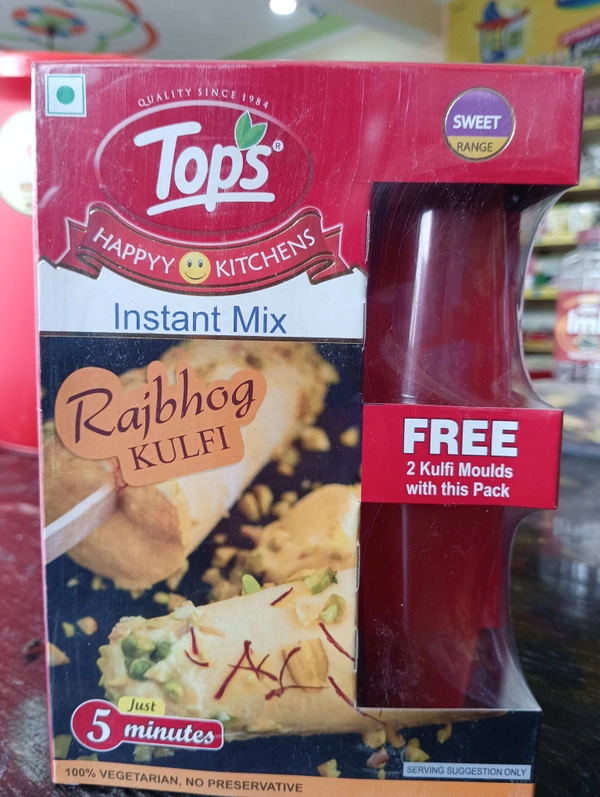 QUALITY SINCE 1984
Tops®
HAPPYY KITCHENS
SWEET
RANGE
Instant Mix
Rajbhog
KULFI
FREE
2 Kulfi Moulds
with this Pack
Just
5 minutes
100% VEGETARIAN, NO PRESERVATIVE
SERVING SUGGESTION ONLY